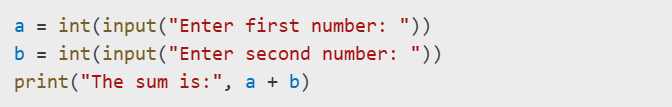 a = int(input("Enter first number: "))
b = int(input("Enter second number: "))
print("The sum is:", a + b)